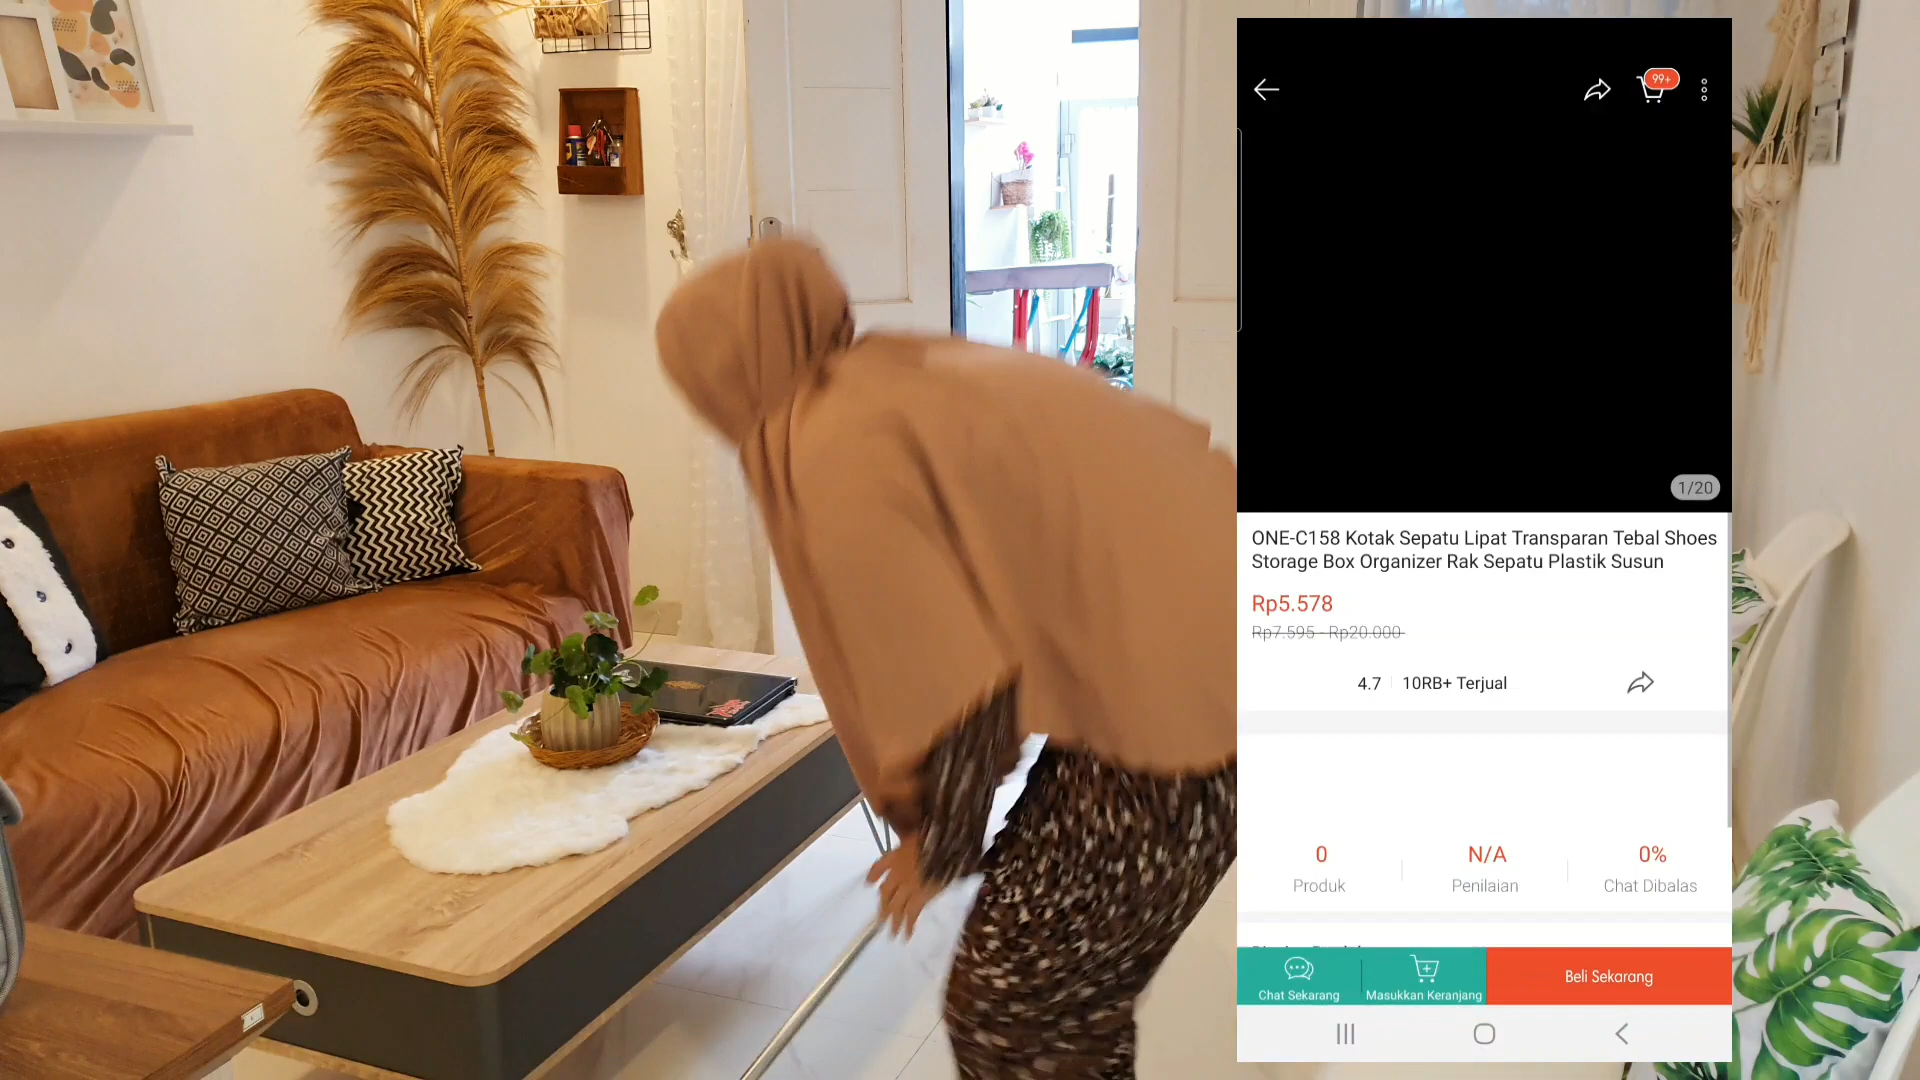 99+
1/20
ONE-C158 Kotak Sepatu Lipat Transparan Tebal Shoes
Storage Box Organizer Rak Sepatu Plastik Susun
Rp5.578
Rp7.595 - Rp20.000
4.7 10RB+ Terjual
0 N/A 0%
Produk Penilaian Chat Dibalas
Chat Sekarang Masukkan Keranjang Beli Sekarang